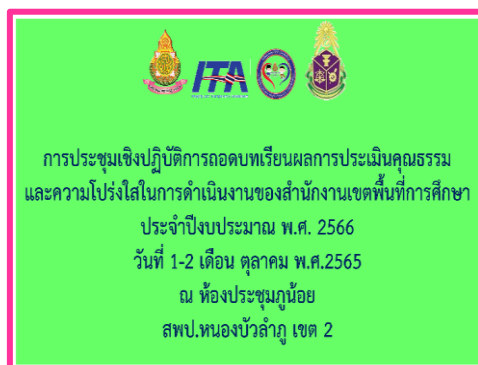 ITA
การประชุมเชิงปฏิบัติการถอดบทเรียนผลการประเมินคุณธรรม
และความโปร่งใสในการดำเนินงานของสำนักงานเขตพื้นที่การศึกษา
ประจำปีงบประมาณ พ.ศ. 2566
วันที่ 1-2 เดือน ตุลาคม พ.ศ.2565
ณ ห้องประชุมภูน้อย
สพป.หนองบัวลำภู เขต 2